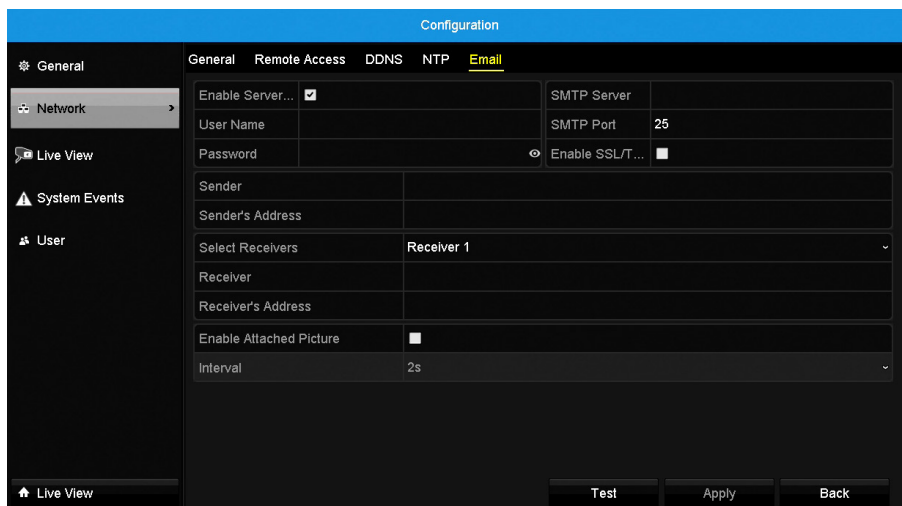 Configuration
General
Network
Live View
System Events
User
Live View
General Remote Access DDNS NTP Email
Enable Server... SMTP Server
User Name SMTP Port 25
Password Enable SSL/T...
Sender
Sender's Address
Select Receivers Receiver 1
Receiver
Receiver's Address
Enable Attached Picture
Interval 2s
Test Apply Back